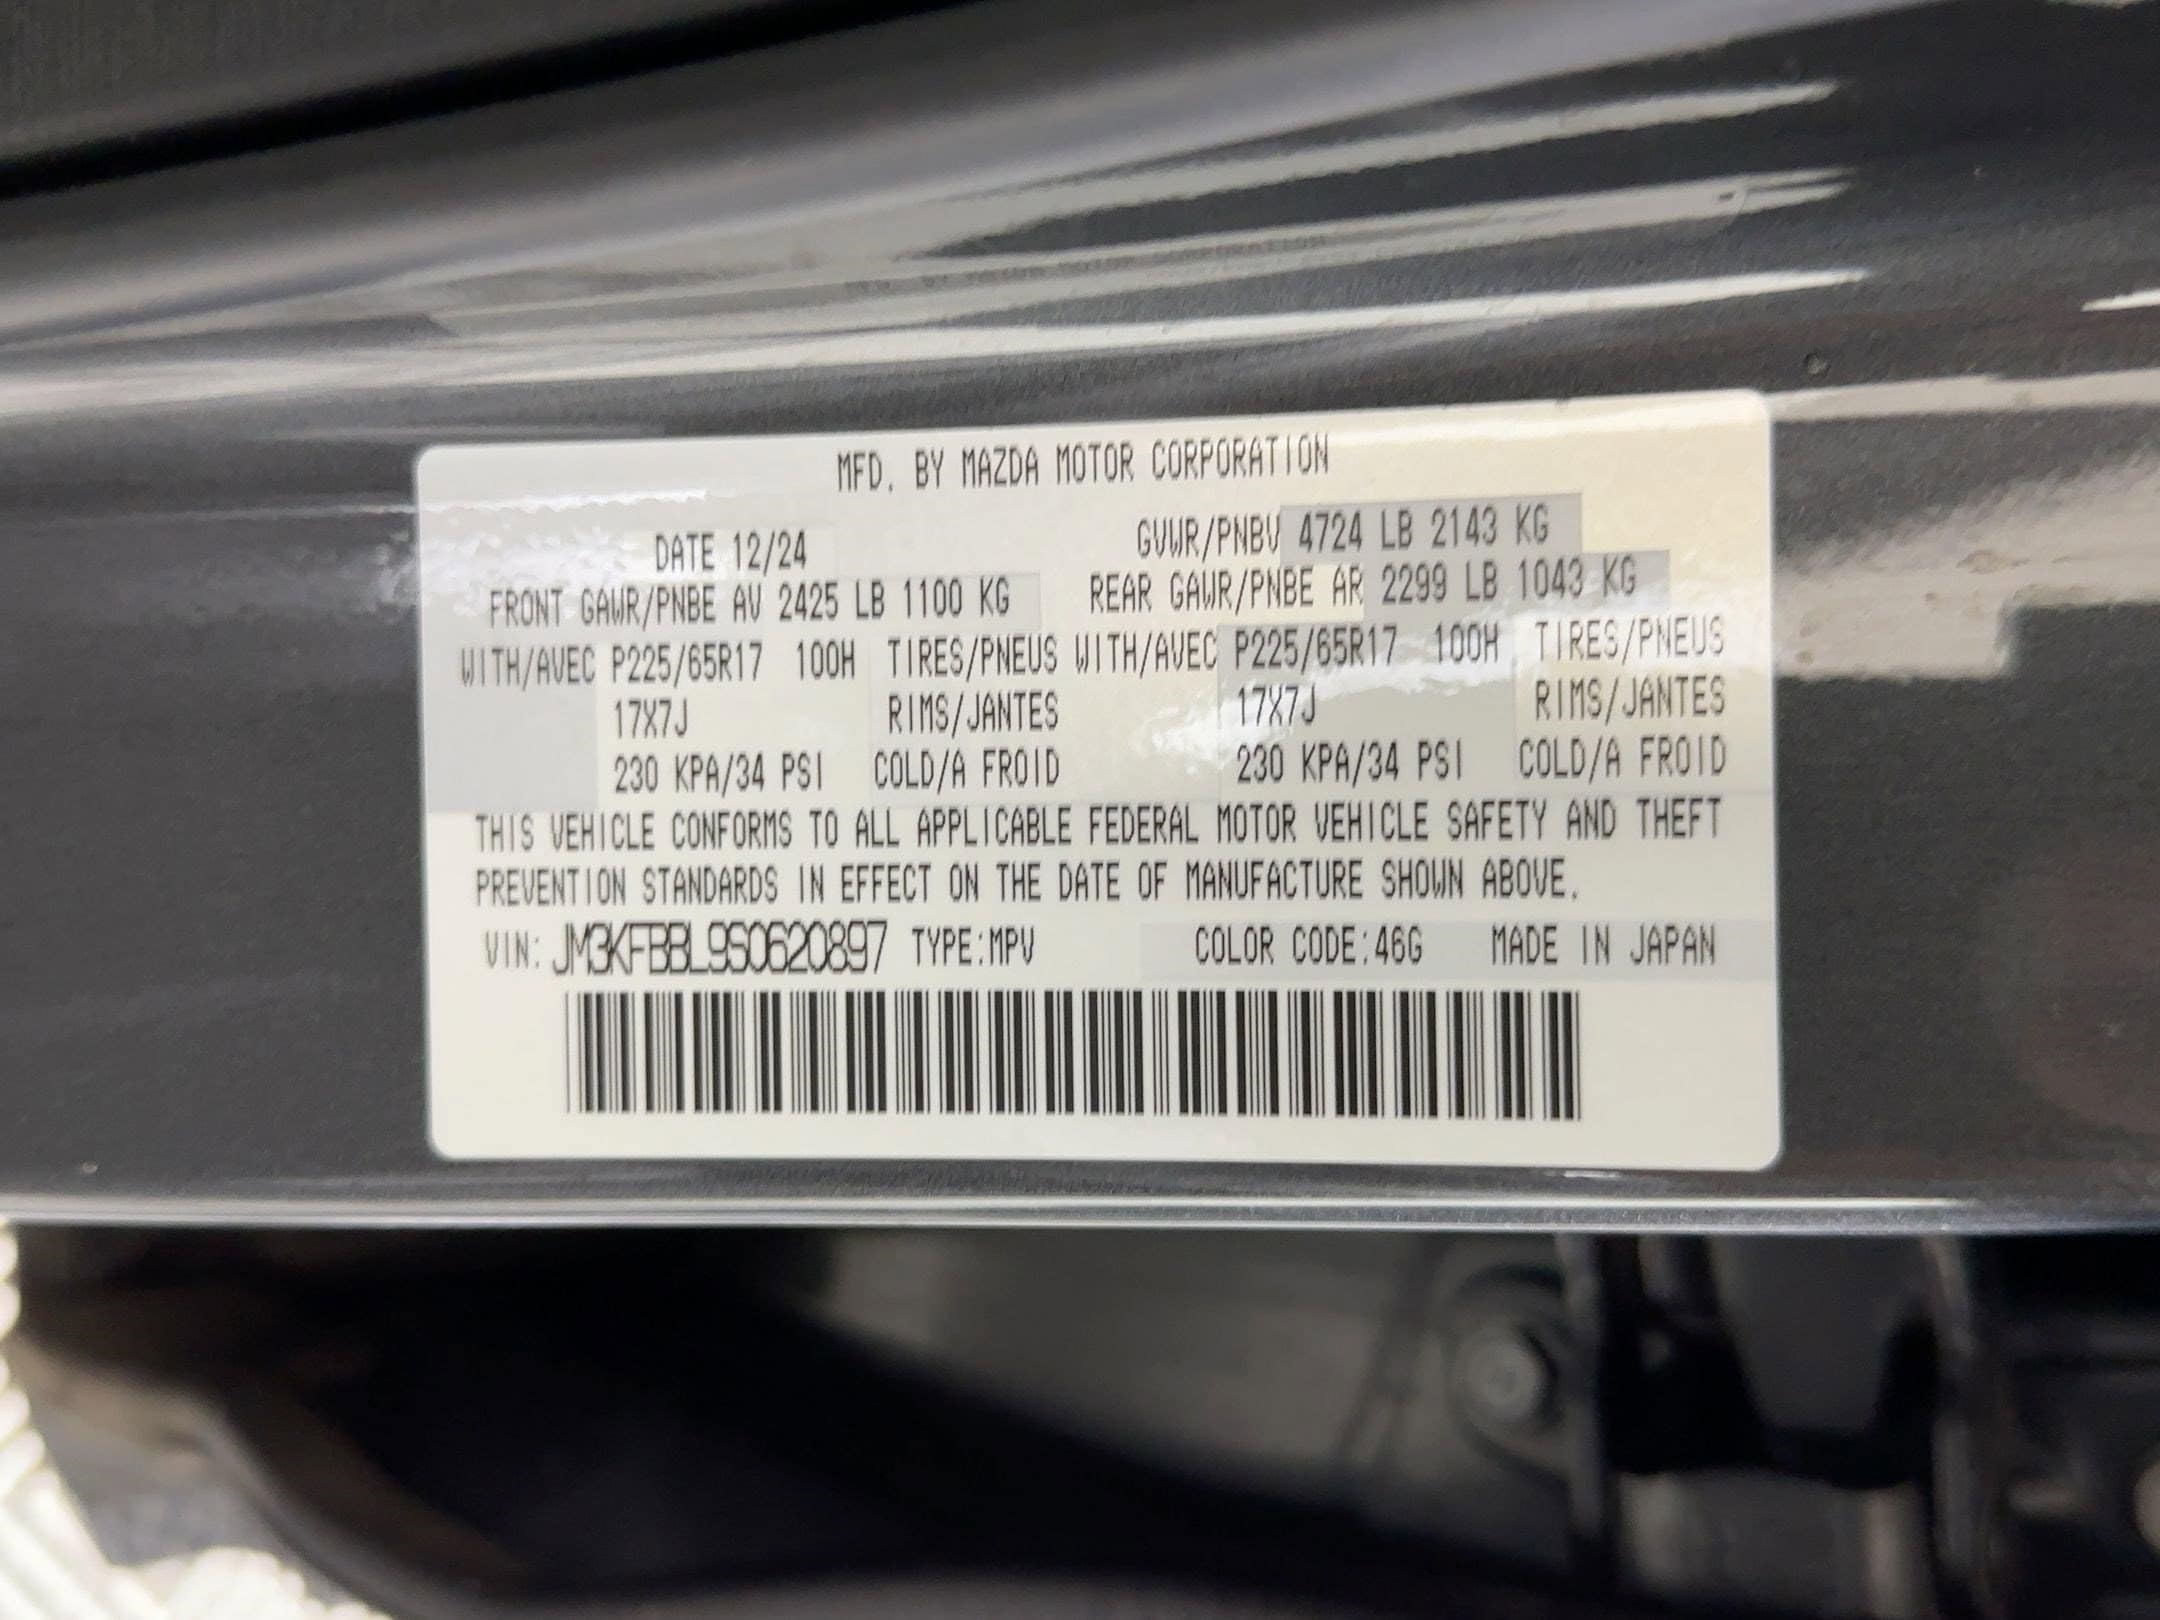 MFD. BY MAZDA MOTOR CORPORATION
DATE 12/24 GVWR/PNBV 4724 LB 2143 KG
FRONT GAWR/PNBE AV 2425 LB 1100 KG REAR GAWR/PNBE AR 2299 LB 1043 KG
WITH/AVEC P225/65R17 100H TIRES/PNEUS WITH/AVEC P225/65R17 100H TIRES/PNEUS
17X7J RIMS/JANTES 17X7J RIMS/JANTES
230 KPA/34 PSI COLD/A FROID 230 KPA/34 PSI COLD/A FROID
THIS VEHICLE CONFORMS TO ALL APPLICABLE FEDERAL MOTOR VEHICLE SAFETY AND THEFT
PREVENTION STANDARDS IN EFFECT ON THE DATE OF MANUFACTURE SHOWN ABOVE.
VIN: JM3KFBBL9S0620897 TYPE:MPV COLOR CODE:46G MADE IN JAPAN